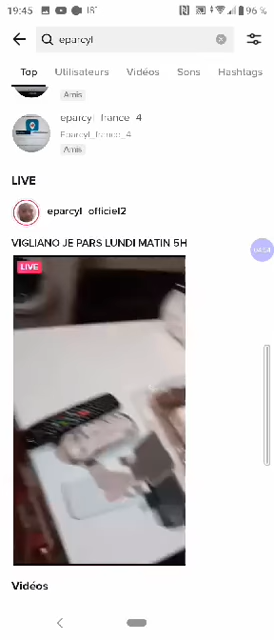 19:45 18° 96 %
eparcyl
Top Utilisateurs Vidéos Sons Hashtags
Amis
eparcyl_france_4
Eparcyl_france_4
Amis
LIVE
eparcyl_officiel2
VIGLIANO JE PARS LUNDI MATIN 5H
LIVE
Vidéos